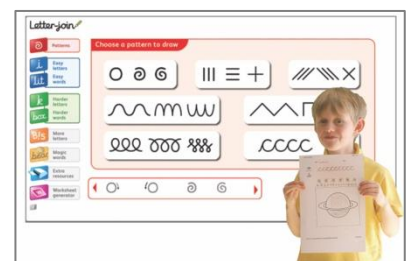 Letter-join
Patterns
Choose a pattern to draw
Easy
letters
Easy
words
Harder
letters
Harder
words
More
letters
Magic
words
Extra
resources
Worksheet
generator